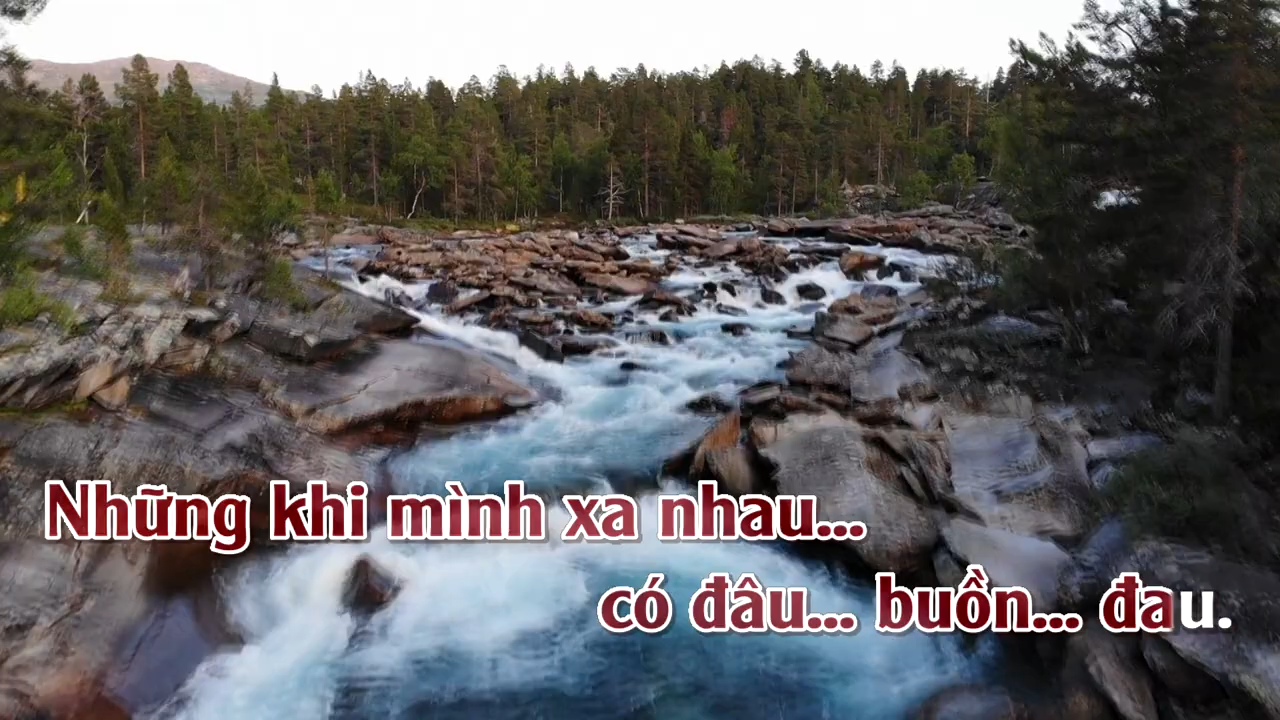 Những khi mình xa nhau...
có đâu... buồn... đau.